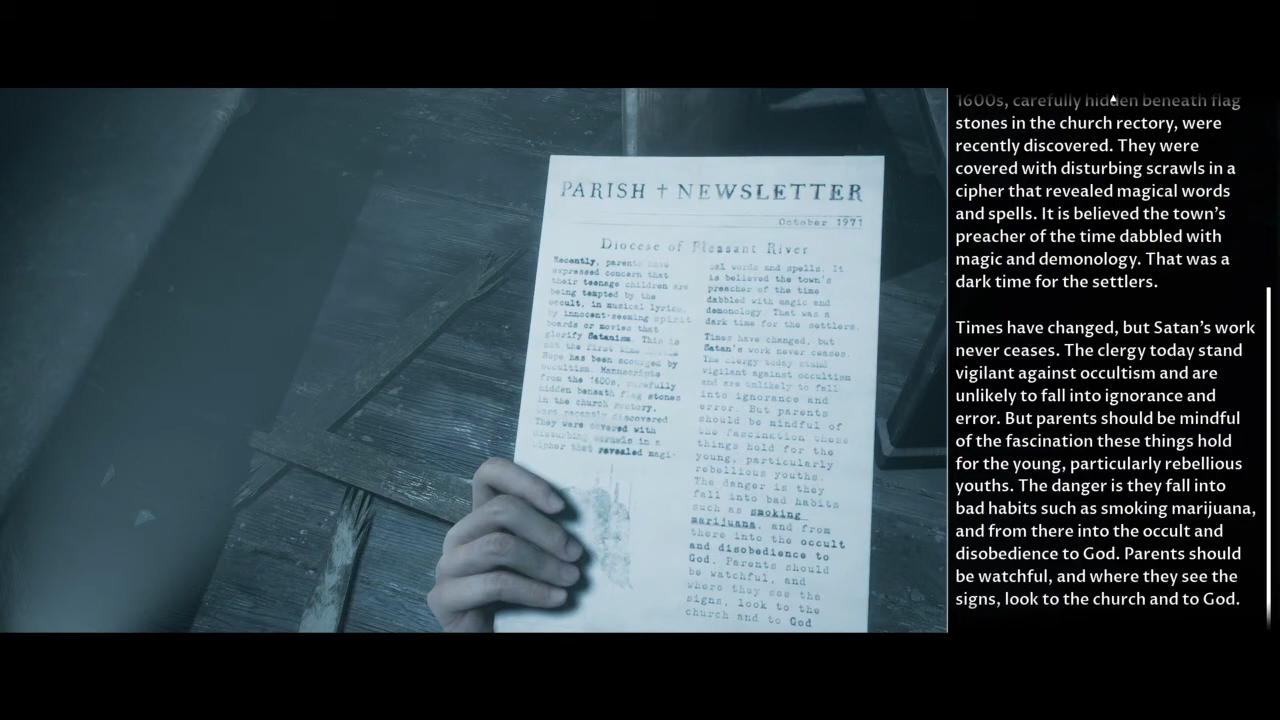 PARISH † NEWSLETTER
October 1971
Diocese of Pleasant River
Recently, parents have
expressed concern that
their teenage children are
being tempted by the
occult, in musical lyrics,
by innocent-seeming spirit
boards or movies that
glorify Satanism. This is
not the first time
Hope has been scourged by
occultism. Manuscripts
from the 1600s, carefully
hidden beneath flag stones
in the church rectory,
were recently discovered
They were covered with
disturbing scrawls in a
cipher that revealed magi-
cal words and spells. It
is believed the town's
preacher of the time
dabbled with magic and
demonology. That was a
dark time for the settlers.
Times have changed, but
Satan's work never ceases.
The clergy today stand
vigilant against occultism
and are unlikely to fall
into ignorance and
error. But parents
should be mindful of
the fascination these
things hold for the
young, particularly
rebellious youths.
The danger is they
fall into bad habits
such as smoking
marijuana, and from
there into the occult
and disobedience to
God. Parents should
be watchful, and
where they see the
signs, look to the
church and to God
1600s, carefully hidden beneath flag
stones in the church rectory, were
recently discovered. They were
covered with disturbing scrawls in a
cipher that revealed magical words
and spells. It is believed the town's
preacher of the time dabbled with
magic and demonology. That was a
dark time for the settlers.
Times have changed, but Satan's work
never ceases. The clergy today stand
vigilant against occultism and are
unlikely to fall into ignorance and
error. But parents should be mindful
of the fascination these things hold
for the young, particularly rebellious
youths. The danger is they fall into
bad habits such as smoking marijuana,
and from there into the occult and
disobedience to God. Parents should
be watchful, and where they see the
signs, look to the church and to God.